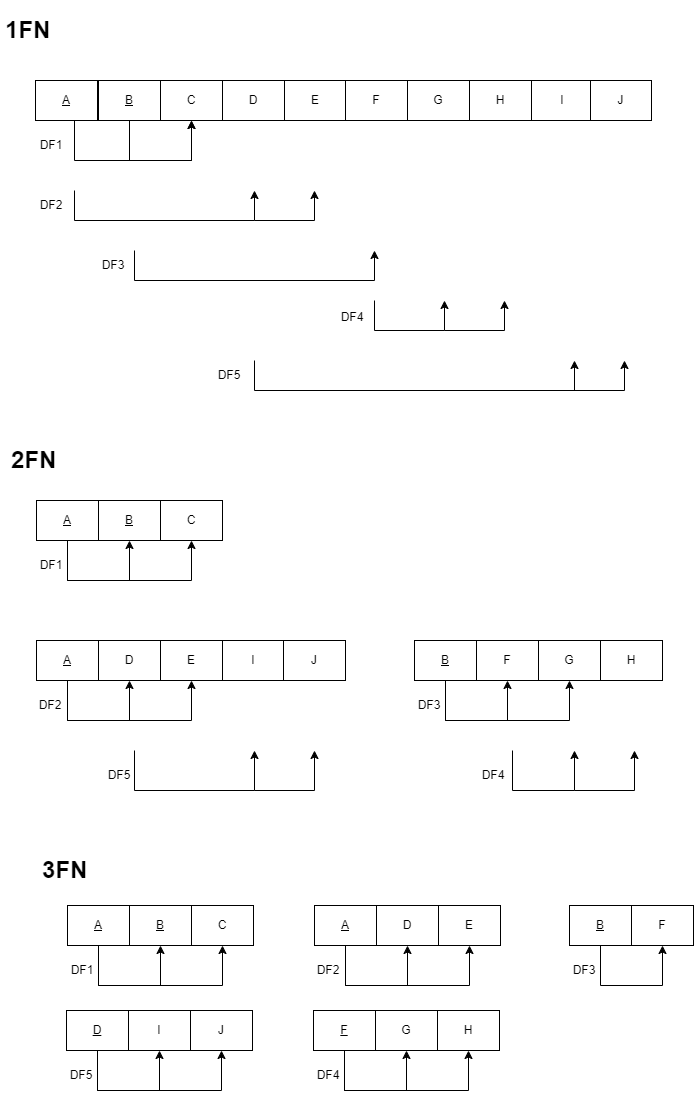 1FN
A B C D E F G H I J
DF1
DF2
DF3
DF4
DF5
2FN
A B C
DF1
A D E I J
B F G H
DF2
DF3
DF5
DF4
3FN
A B C
A D E
B F
DF1
DF2
DF3
D I J
F G H
DF5
DF4